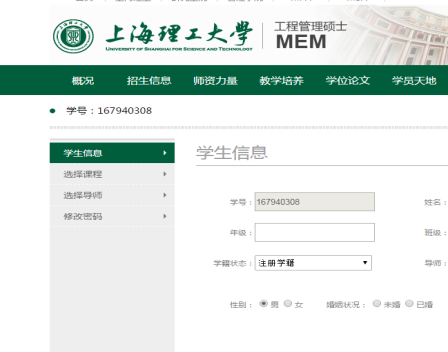 上海理工大学
UNIVERSITY OF SHANGHAI FOR SCIENCE AND TECHNOLOGY
工程管理硕士
MEM
概况 招生信息 师资力量 教学培养 学位论文 学员天地
学号：167940308
学生信息
选择课程
选择导师
修改密码
学生信息
学号： 167940308 姓名：
年级： 班级：
学籍状态： 注册学籍 导师：
性别： 男 女 婚姻状况： 未婚 已婚